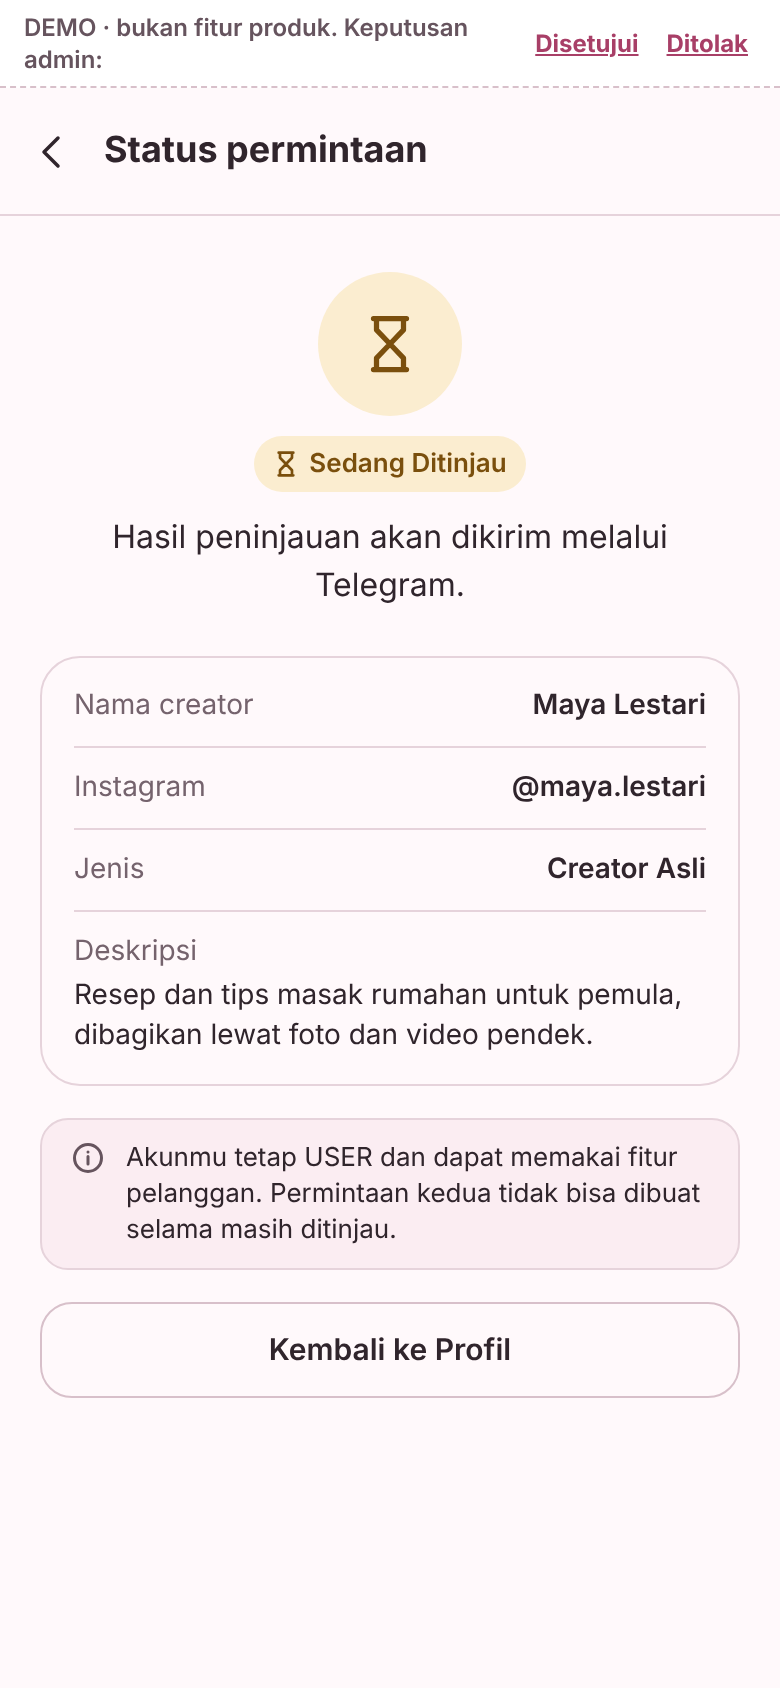 DEMO · bukan fitur produk. Keputusan
admin:
Disetujui
Ditolak
Status permintaan
Sedang Ditinjau
Hasil peninjauan akan dikirim melalui
Telegram.
Nama creator
Maya Lestari
Instagram
@maya.lestari
Jenis
Creator Asli
Deskripsi
Resep dan tips masak rumahan untuk pemula,
dibagikan lewat foto dan video pendek.
Akunmu tetap USER dan dapat memakai fitur
pelanggan. Permintaan kedua tidak bisa dibuat
selama masih ditinjau.
Kembali ke Profil